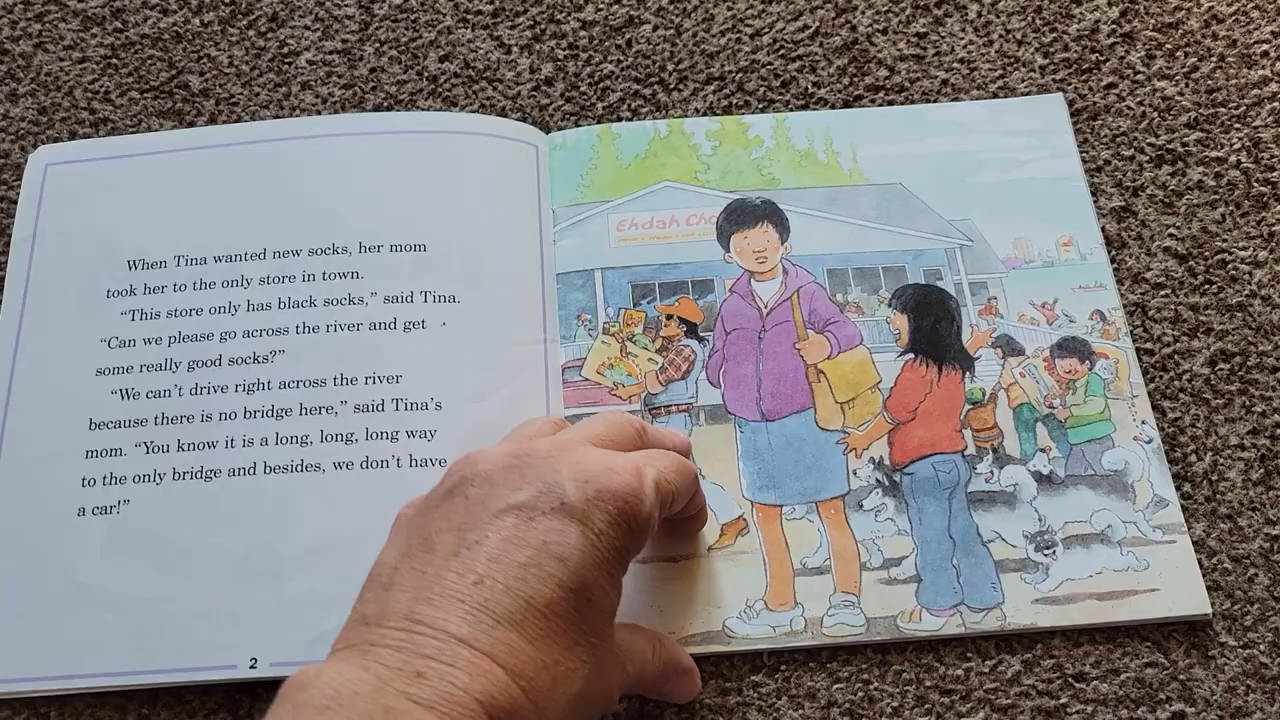 When Tina wanted new socks, her mom
took her to the only store in town.
“This store only has black socks,” said Tina.
“Can we please go across the river and get
some really good socks?”
“We can’t drive right across the river
because there is no bridge here,” said Tina’s
mom. “You know it is a long, long, long way
to the only bridge and besides, we don’t have
a car!”
2
Ehdah Cho